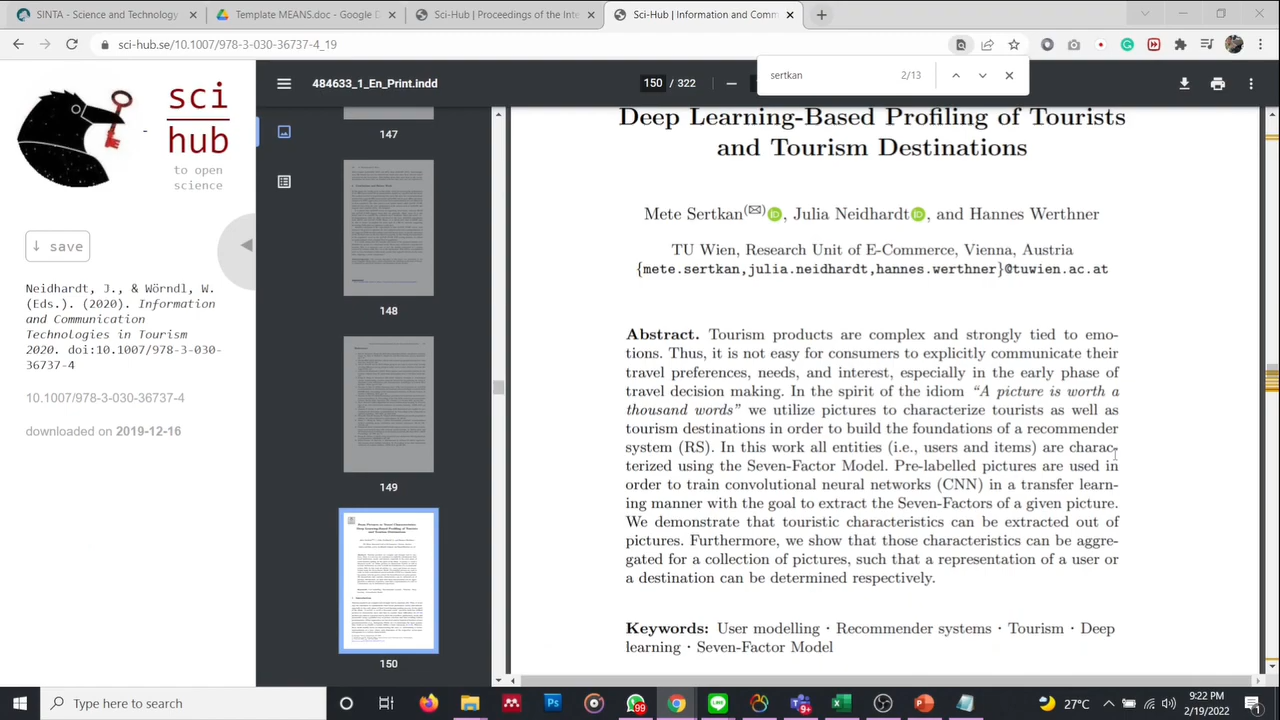 SINTA - Science and Technology
Template MEANS.doc - Google D
Sci-Hub | Proceedings of the Inte
Sci-Hub | Information and Comm
sci-hub.se/10.1007/978-3-030-36737-4_19
sertkan
2/13
sci
hub
to open
science
↓ save
Neidhardt, J., & Wörndl, W.
(Eds.). (2020). Information
and Communication
Technologies in Tourism
2020. doi:10.1007/978-3-030-
36737-4
10.1007/978-3-030-36737-4
downloaded 2019-12-16
484633_1_En_Print.indd
150 / 322
147
148
149
150
Deep Learning-Based Profiling of Tourists
and Tourism Destinations
Mete Sertkan, Julia Neidhardt, and Hannes Werthner
TU Wien, Research Unit of E-Commerce, Vienna, Austria
{mete.sertkan,julia.neidhardt,hannes.werthner}@tuwien.ac.at
Abstract. Tourism products are complex and strongly tied to emo-
tions. Thus, it is not easy for consumers to explicitly communicate their
travel preferences, needs, and interest, especially in the early phase of
travel decision making. In the spirit of the idiom "A picture is worth a
thousand words" we utilize pictures to characterize tourists as well as
tourism destinations in order to build the foundations of a recommender
system (RS). In this work all entities (i.e., users and items) are charac-
terized using the Seven-Factor Model. Pre-labelled pictures are used in
order to train convolutional neural networks (CNN) in a transfer learn-
ing manner with the goal to extract the Seven-Factors of a given picture.
We demonstrate that touristic characteristics can be extracted out of
pictures. Furthermore, we show that those characteristics can be aggre-
gated for a collection of pictures, such that a representation of a user or
a destination can be determined respectively.
Keywords: User modeling · Recommender systems · Tourism · Deep
learning · Seven-Factor Model
Type here to search
99
9+
27°C
9:22 PM
2/19/2022